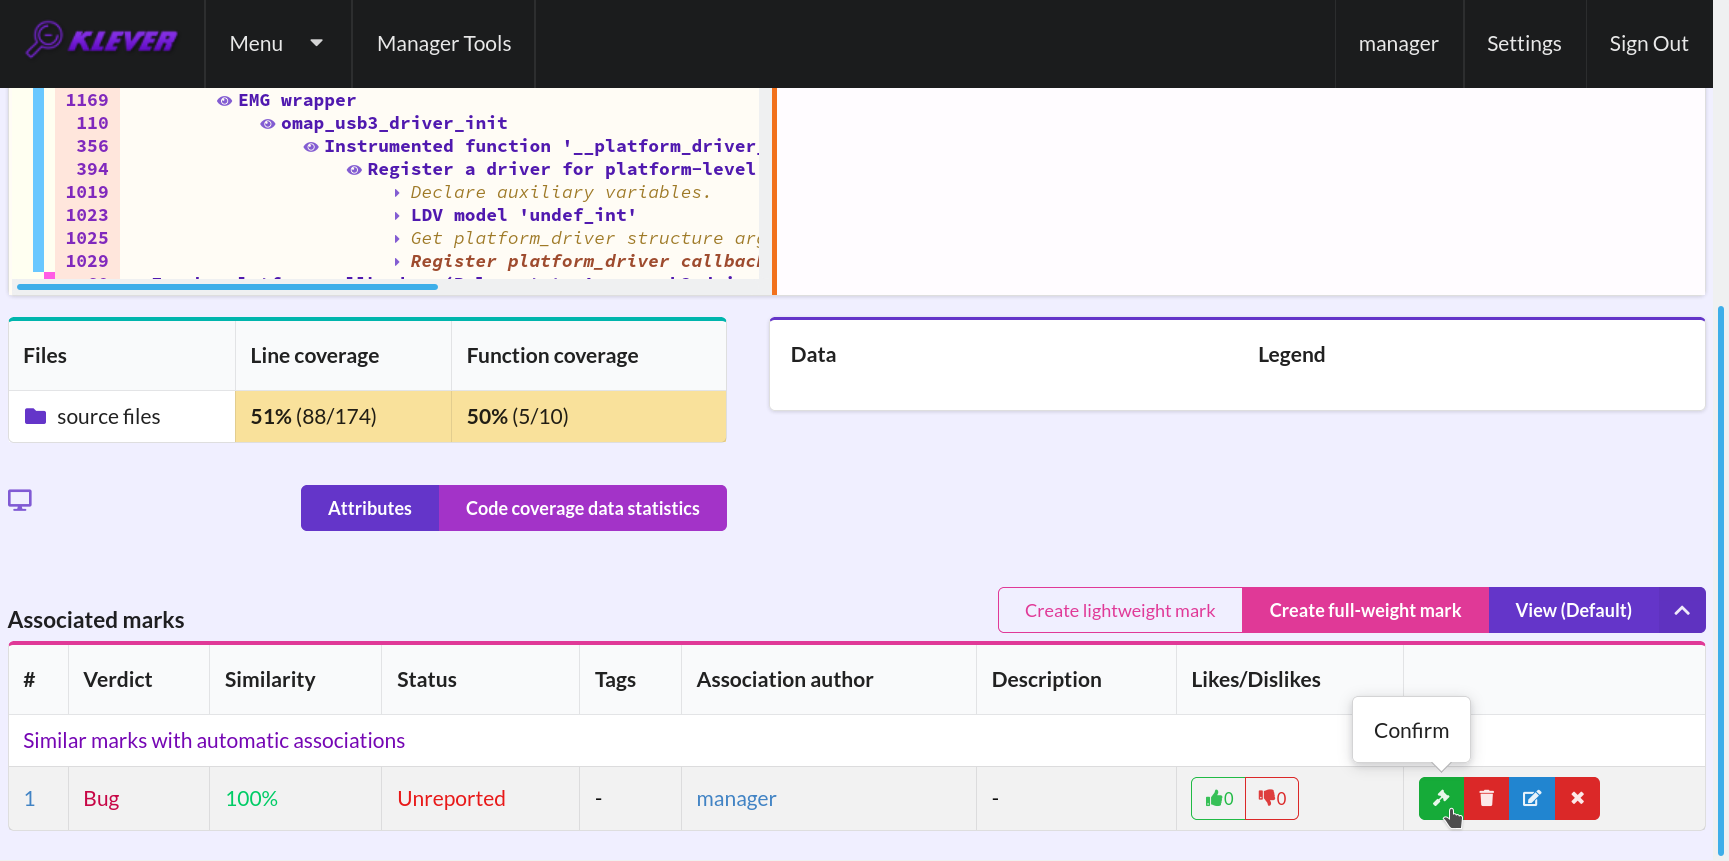 KLEVER Menu Manager Tools manager Settings Sign Out
1169 EMG wrapper
110 omap_usb3_driver_init
356 Instrumented function '__platform_driver_
394 Register a driver for platform-level
1019 Declare auxiliary variables.
1023 LDV model 'undef_int'
1025 Get platform_driver structure arg
1029 Register platform_driver callback
Files Line coverage Function coverage
source files 51% (88/174) 50% (5/10)
Data Legend
Attributes Code coverage data statistics
Associated marks Create lightweight mark Create full-weight mark View (Default)
# Verdict Similarity Status Tags Association author Description Likes/Dislikes
Confirm
Similar marks with automatic associations
1 Bug 100% Unreported - manager - 0 0